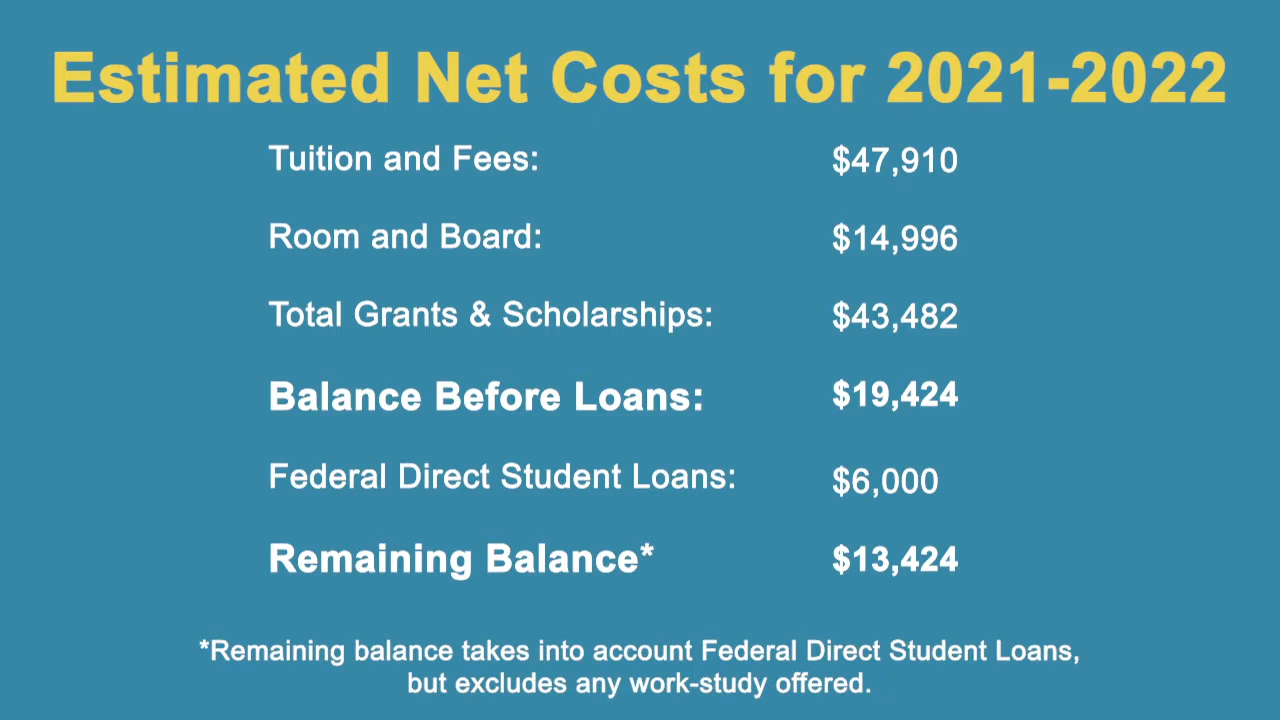 Estimated Net Costs for 2021-2022
Tuition and Fees: $47,910
Room and Board: $14,996
Total Grants & Scholarships: $43,482
Balance Before Loans: $19,424
Federal Direct Student Loans: $6,000
Remaining Balance* $13,424
*Remaining balance takes into account Federal Direct Student Loans,
but excludes any work-study offered.